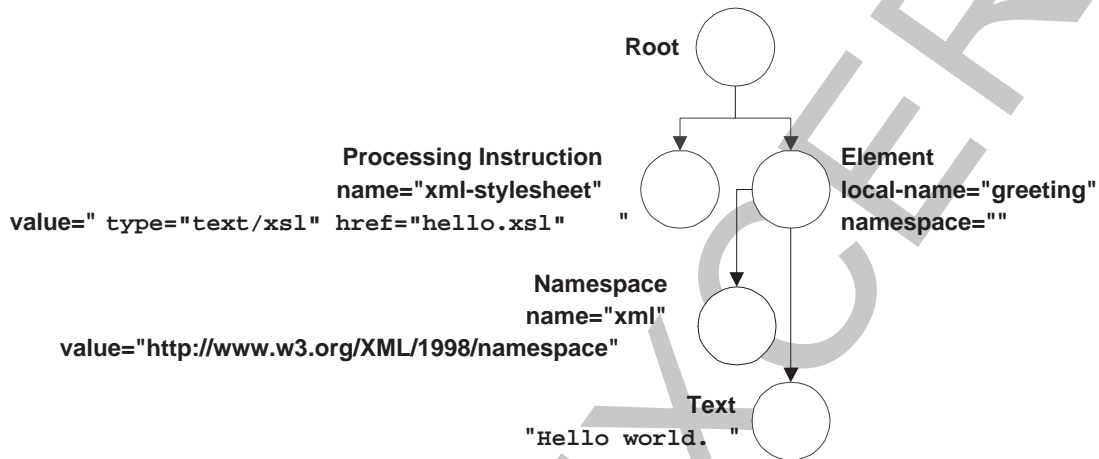 Root
Processing Instruction
name="xml-stylesheet"
value=" type="text/xsl" href="hello.xsl" "
Element
local-name="greeting"
namespace=""
Namespace
name="xml"
value="http://www.w3.org/XML/1998/namespace"
Text
"Hello world. "